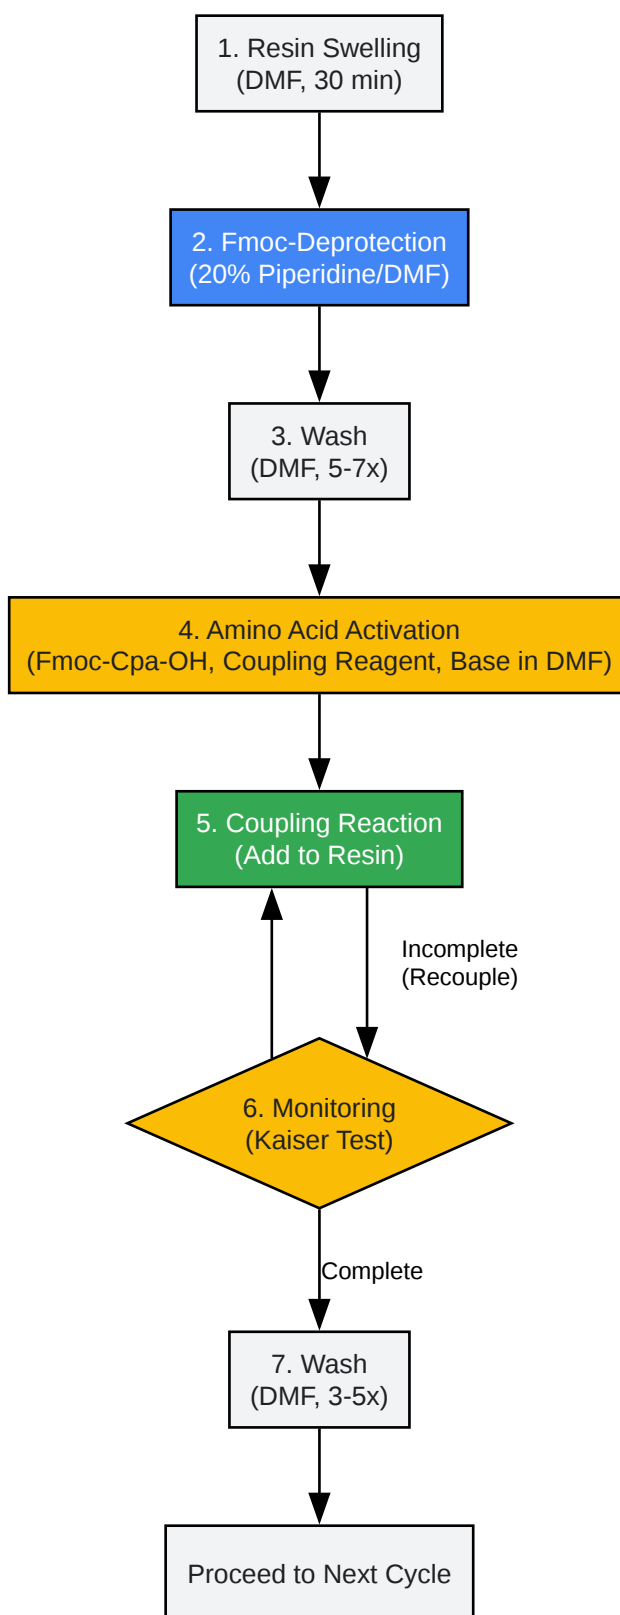 1. Resin Swelling
(DMF, 30 min)
2. Fmoc-Deprotection
(20% Piperidine/DMF)
3. Wash
(DMF, 5-7x)
4. Amino Acid Activation
(Fmoc-Cpa-OH, Coupling Reagent, Base in DMF)
5. Coupling Reaction
(Add to Resin)
Incomplete
(Recouple)
6. Monitoring
(Kaiser Test)
Complete
7. Wash
(DMF, 3-5x)
Proceed to Next Cycle